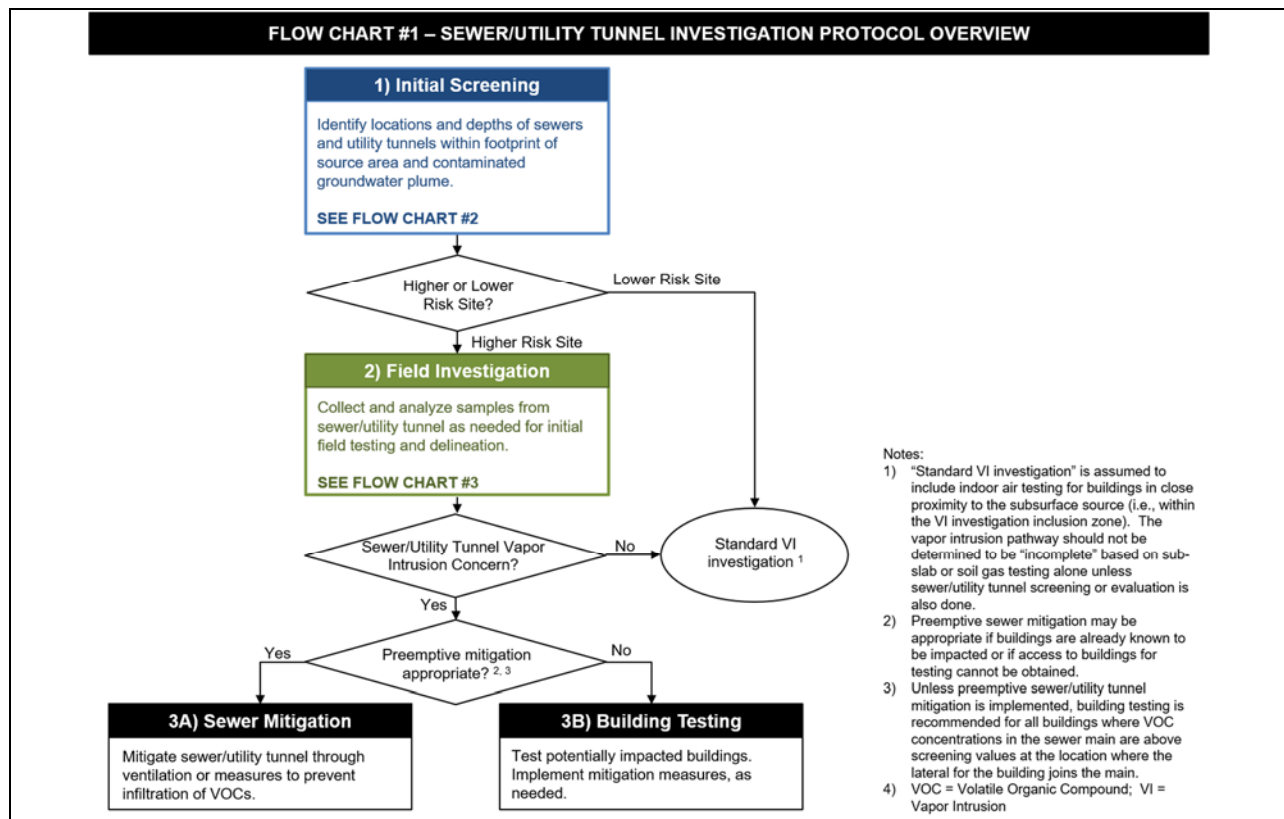 FLOW CHART #1 – SEWER/UTILITY TUNNEL INVESTIGATION PROTOCOL OVERVIEW
1) Initial Screening
Identify locations and depths of sewers
and utility tunnels within footprint of
source area and contaminated
groundwater plume.
SEE FLOW CHART #2
Higher or Lower
Risk Site?
Lower Risk Site
Higher Risk Site
2) Field Investigation
Collect and analyze samples from
sewer/utility tunnel as needed for initial
field testing and delineation.
SEE FLOW CHART #3
Sewer/Utility Tunnel Vapor
Intrusion Concern?
No
Standard VI
investigation 1
Yes
Preemptive mitigation
appropriate? 2, 3
Yes
No
3A) Sewer Mitigation
Mitigate sewer/utility tunnel through
ventilation or measures to prevent
infiltration of VOCs.
3B) Building Testing
Test potentially impacted buildings.
Implement mitigation measures, as
needed.
Notes:
1) “Standard VI investigation” is assumed to
include indoor air testing for buildings in close
proximity to the subsurface source (i.e., within
the VI investigation inclusion zone). The
vapor intrusion pathway should not be
determined to be “incomplete” based on sub-
slab or soil gas testing alone unless
sewer/utility tunnel screening or evaluation is
also done.
2) Preemptive sewer mitigation may be
appropriate if buildings are already known to
be impacted or if access to buildings for
testing cannot be obtained.
3) Unless preemptive sewer/utility tunnel
mitigation is implemented, building testing is
recommended for all buildings where VOC
concentrations in the sewer main are above
screening values at the location where the
lateral for the building joins the main.
4) VOC = Volatile Organic Compound; VI =
Vapor Intrusion